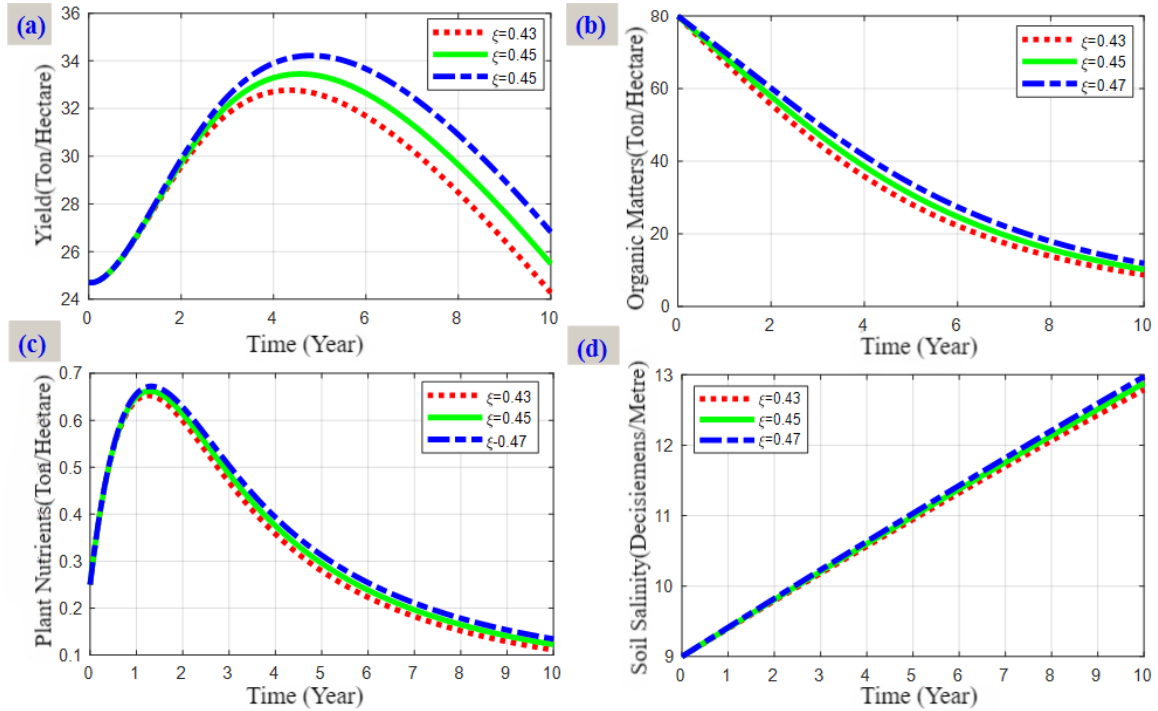 (a)
Yield(Ton/Hectare)
36
34
32
30
28
26
24
ξ=0.43
ξ=0.45
ξ=0.45
0 2 4 6 8 10
Time (Year)
(b)
Organic Matters(Ton/Hectare)
80
60
40
20
0
ξ=0.43
ξ=0.45
ξ=0.47
0 2 4 6 8 10
Time (Year)
(c)
Plant Nutrients(Ton/Hectare)
0.7
0.6
0.5
0.4
0.3
0.2
0.1
ξ=0.43
ξ=0.45
ξ-0.47
0 1 2 3 4 5 6 7 8 9 10
Time (Year)
(d)
Soil Salinity(Decisiemens/Metre)
13
12
11
10
9
ξ=0.43
ξ=0.45
ξ=0.47
0 1 2 3 4 5 6 7 8 9 10
Time (Year)